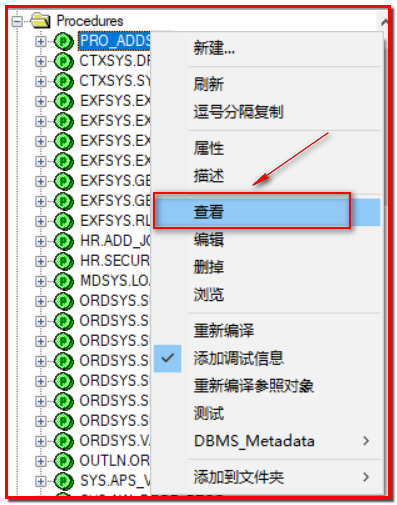 Procedures
PRO_ADDS
CTXSYS.DR
CTXSYS.SY
EXFSYS.EX
EXFSYS.EX
EXFSYS.EX
EXFSYS.EX
EXFSYS.GE
EXFSYS.GE
EXFSYS.RL
HR.ADD_JO
HR.SECUR
MDSYS.LO
ORDSYS.S
ORDSYS.S
ORDSYS.S
ORDSYS.S
ORDSYS.S
ORDSYS.S
ORDSYS.S
ORDSYS.V
OUTLN.OR
SYS.APS_V
新建...
刷新
逗号分隔复制
属性
描述
查看
编辑
删掉
浏览
重新编译
添加调试信息
重新编译参照对象
测试
DBMS_Metadata
添加到文件夹